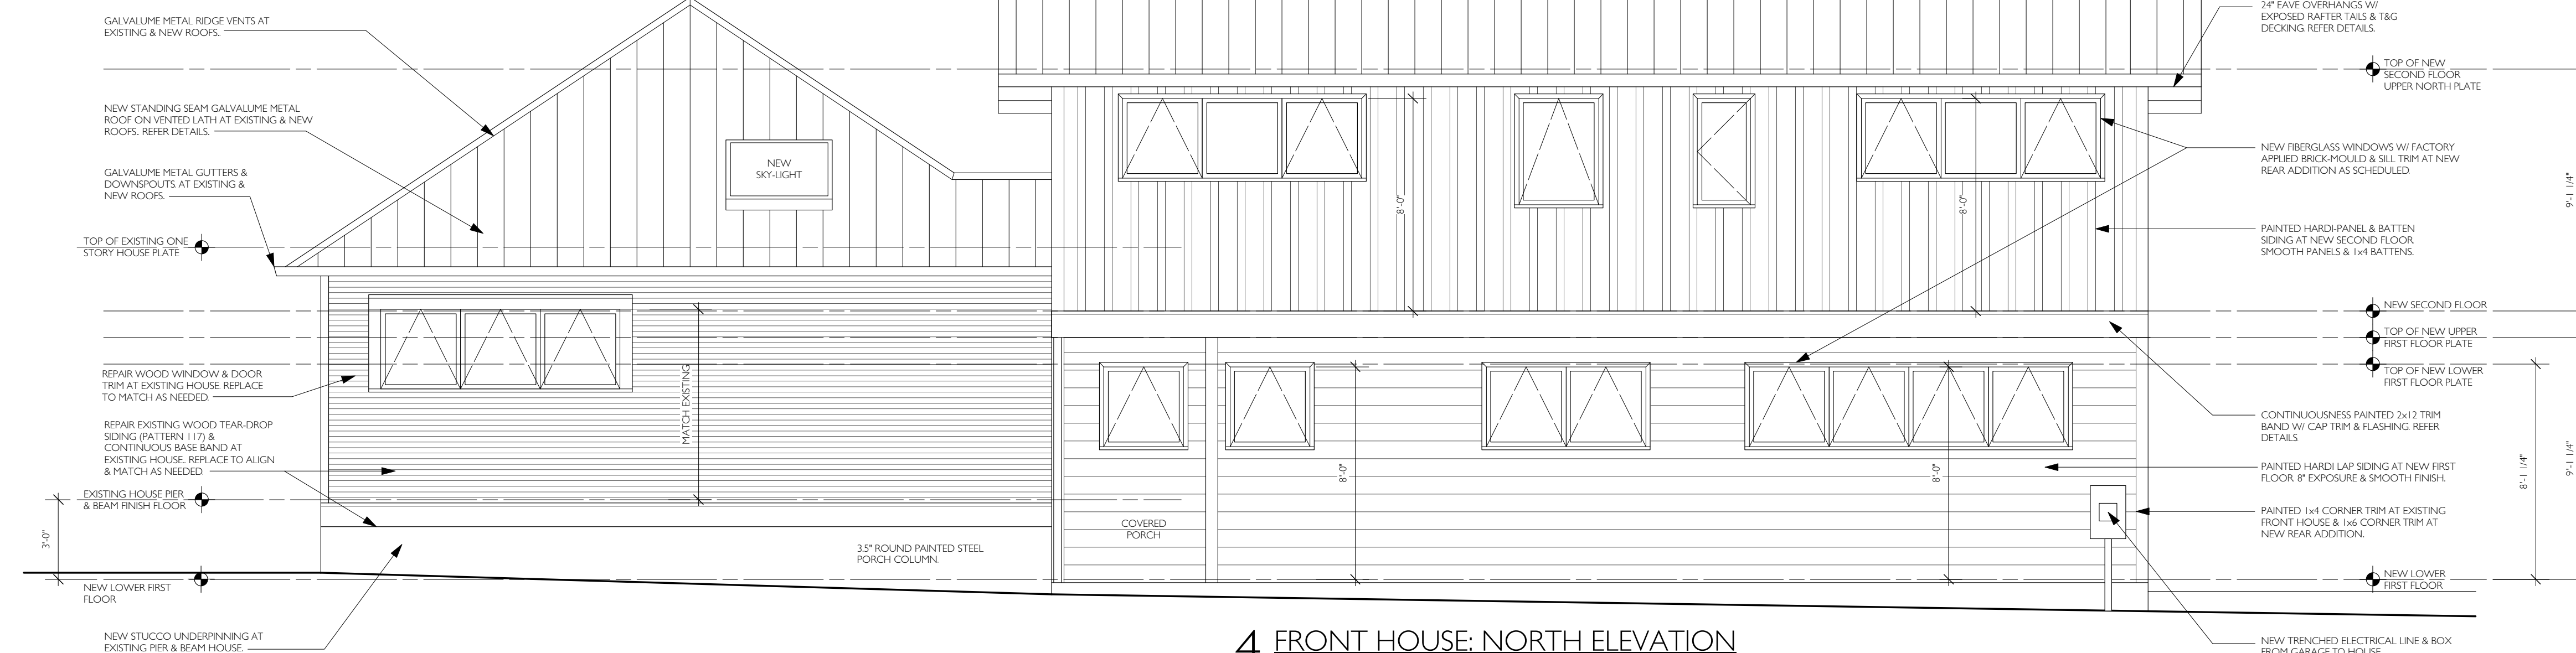 GALVALUME METAL RIDGE VENTS AT
EXISTING & NEW ROOFS..
NEW STANDING SEAM GALVALUME METAL
ROOF ON VENTED LATH AT EXISTING & NEW
ROOFS.. REFER DETAILS.
GALVALUME METAL GUTTERS &
DOWNSPOUTS. AT EXISTING &
NEW ROOFS.
TOP OF EXISTING ONE
STORY HOUSE PLATE
REPAIR WOOD WINDOW & DOOR
TRIM AT EXISTING HOUSE. REPLACE
TO MATCH AS NEEDED.
REPAIR EXISTING WOOD TEAR-DROP
SIDING (PATTERN 117) &
CONTINUOUS BASE BAND AT
EXISTING HOUSE.. REPLACE TO ALIGN
& MATCH AS NEEDED.
EXISTING HOUSE PIER
& BEAM FINISH FLOOR
3'-0"
NEW LOWER FIRST
FLOOR
NEW STUCCO UNDERPINNING AT
EXISTING PIER & BEAM HOUSE.
NEW
SKY-LIGHT
MATCH EXISTING
3.5" ROUND PAINTED STEEL
PORCH COLUMN.
COVERED
PORCH
8'-0"
8'-0"
8'-0"
8'-0"
24" EAVE OVERHANGS W/
EXPOSED RAFTER TAILS & T&G
DECKING. REFER DETAILS.
TOP OF NEW
SECOND FLOOR
UPPER NORTH PLATE
NEW FIBERGLASS WINDOWS W/ FACTORY
APPLIED BRICK-MOULD & SILL TRIM AT NEW
REAR ADDITION AS SCHEDULED.
9'-1 1/4"
PAINTED HARDI-PANEL & BATTEN
SIDING AT NEW SECOND FLOOR
SMOOTH PANELS & 1x4 BATTENS.
NEW SECOND FLOOR
TOP OF NEW UPPER
FIRST FLOOR PLATE
TOP OF NEW LOWER
FIRST FLOOR PLATE
CONTINUOUSNESS PAINTED 2x12 TRIM
BAND W/ CAP TRIM & FLASHING. REFER
DETAILS.
PAINTED HARDI LAP SIDING AT NEW FIRST
FLOOR. 8" EXPOSURE & SMOOTH FINISH.
8'-1 1/4"
9'-1 1/4"
PAINTED 1x4 CORNER TRIM AT EXISTING
FRONT HOUSE & 1x6 CORNER TRIM AT
NEW REAR ADDITION.
NEW LOWER
FIRST FLOOR
NEW TRENCHED ELECTRICAL LINE & BOX
FROM GARAGE TO HOUSE
4 FRONT HOUSE: NORTH ELEVATION